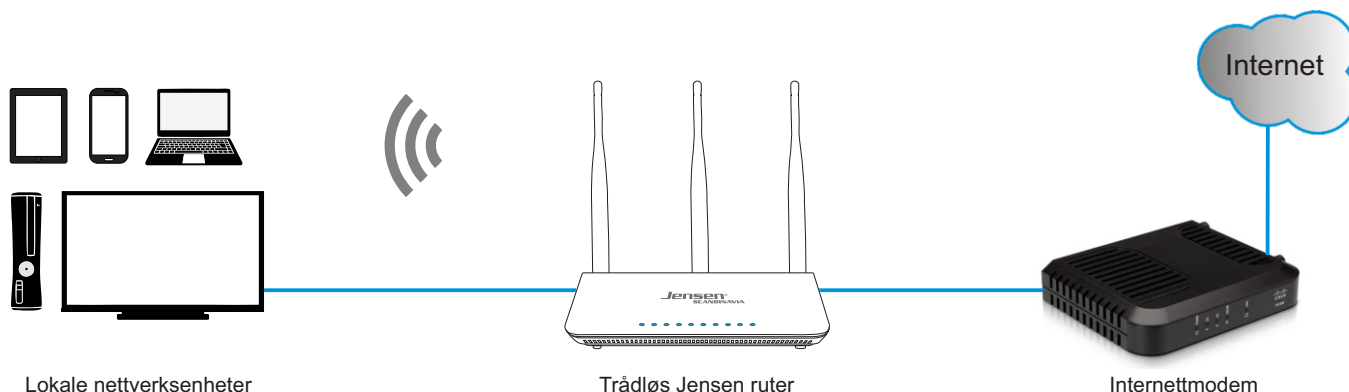 Internet
Jensen
SCANDINAVIA
Lokale nettverksenheter
Trådløs Jensen ruter
Internettmodem